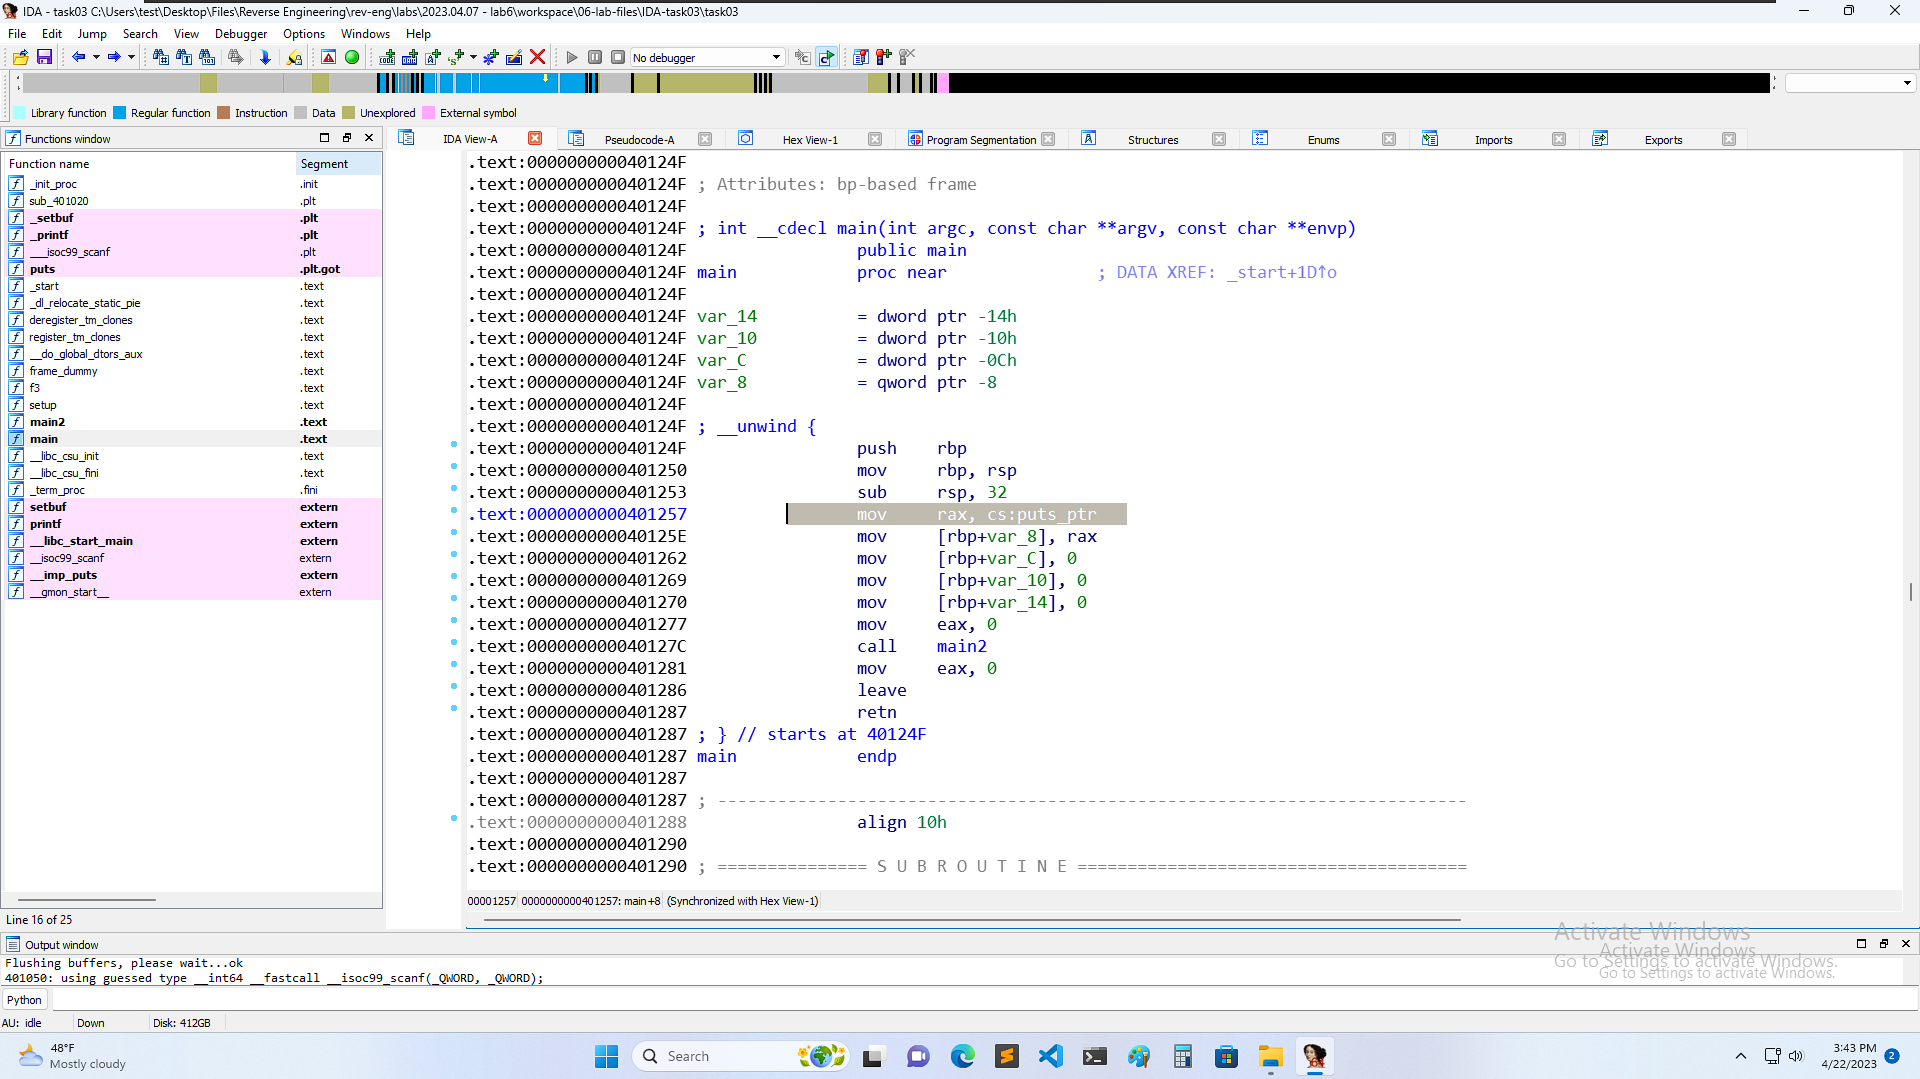 IDA - task03 C:\Users\test\Desktop\Files\Reverse Engineering\rev-eng\labs\2023.04.07 - lab6\workspace\06-lab-files\IDA-task03\task03
File Edit Jump Search View Debugger Options Windows Help
No debugger
Library function Regular function Instruction Data Unexplored External symbol
Functions window
IDA View-A Pseudocode-A Hex View-1 Program Segmentation Structures Enums Imports Exports
Function name Segment
_init_proc .init
sub_401020 .plt
_setbuf .plt
_printf .plt
___isoc99_scanf .plt
puts .plt.got
_start .text
_dl_relocate_static_pie .text
deregister_tm_clones .text
register_tm_clones .text
__do_global_dtors_aux .text
frame_dummy .text
f3 .text
setup .text
main2 .text
main .text
__libc_csu_init .text
__libc_csu_fini .text
_term_proc .fini
setbuf extern
printf extern
__libc_start_main extern
__isoc99_scanf extern
__imp_puts extern
__gmon_start__ extern
Line 16 of 25
.text:000000000040124F
.text:000000000040124F ; Attributes: bp-based frame
.text:000000000040124F
.text:000000000040124F ; int __cdecl main(int argc, const char **argv, const char **envp)
.text:000000000040124F public main
.text:000000000040124F main proc near ; DATA XREF: _start+1D↑o
.text:000000000040124F
.text:000000000040124F var_14 = dword ptr -14h
.text:000000000040124F var_10 = dword ptr -10h
.text:000000000040124F var_C = dword ptr -0Ch
.text:000000000040124F var_8 = qword ptr -8
.text:000000000040124F
.text:000000000040124F ; __unwind {
.text:000000000040124F push rbp
.text:0000000000401250 mov rbp, rsp
.text:0000000000401253 sub rsp, 32
.text:0000000000401257 mov rax, cs:puts_ptr
.text:000000000040125E mov [rbp+var_8], rax
.text:0000000000401262 mov [rbp+var_C], 0
.text:0000000000401269 mov [rbp+var_10], 0
.text:0000000000401270 mov [rbp+var_14], 0
.text:0000000000401277 mov eax, 0
.text:000000000040127C call main2
.text:0000000000401281 mov eax, 0
.text:0000000000401286 leave
.text:0000000000401287 retn
.text:0000000000401287 ; } // starts at 40124F
.text:0000000000401287 main endp
.text:0000000000401287
.text:0000000000401287 ; ---------------------------------------------------------------------------
.text:0000000000401288 align 10h
.text:0000000000401290
.text:0000000000401290 ; =============== S U B R O U T I N E =======================================
00001257 0000000000401257: main+8 (Synchronized with Hex View-1)
Output window
Flushing buffers, please wait...ok
401050: using guessed type __int64 __fastcall __isoc99_scanf(_QWORD, _QWORD);
Python
AU: idle Down Disk: 412GB
Activate Windows
Go to Settings to activate Windows.
Activate Windows
Go to Settings to activate Windows.
48°F
Mostly cloudy
Search
3:43 PM
4/22/2023
2